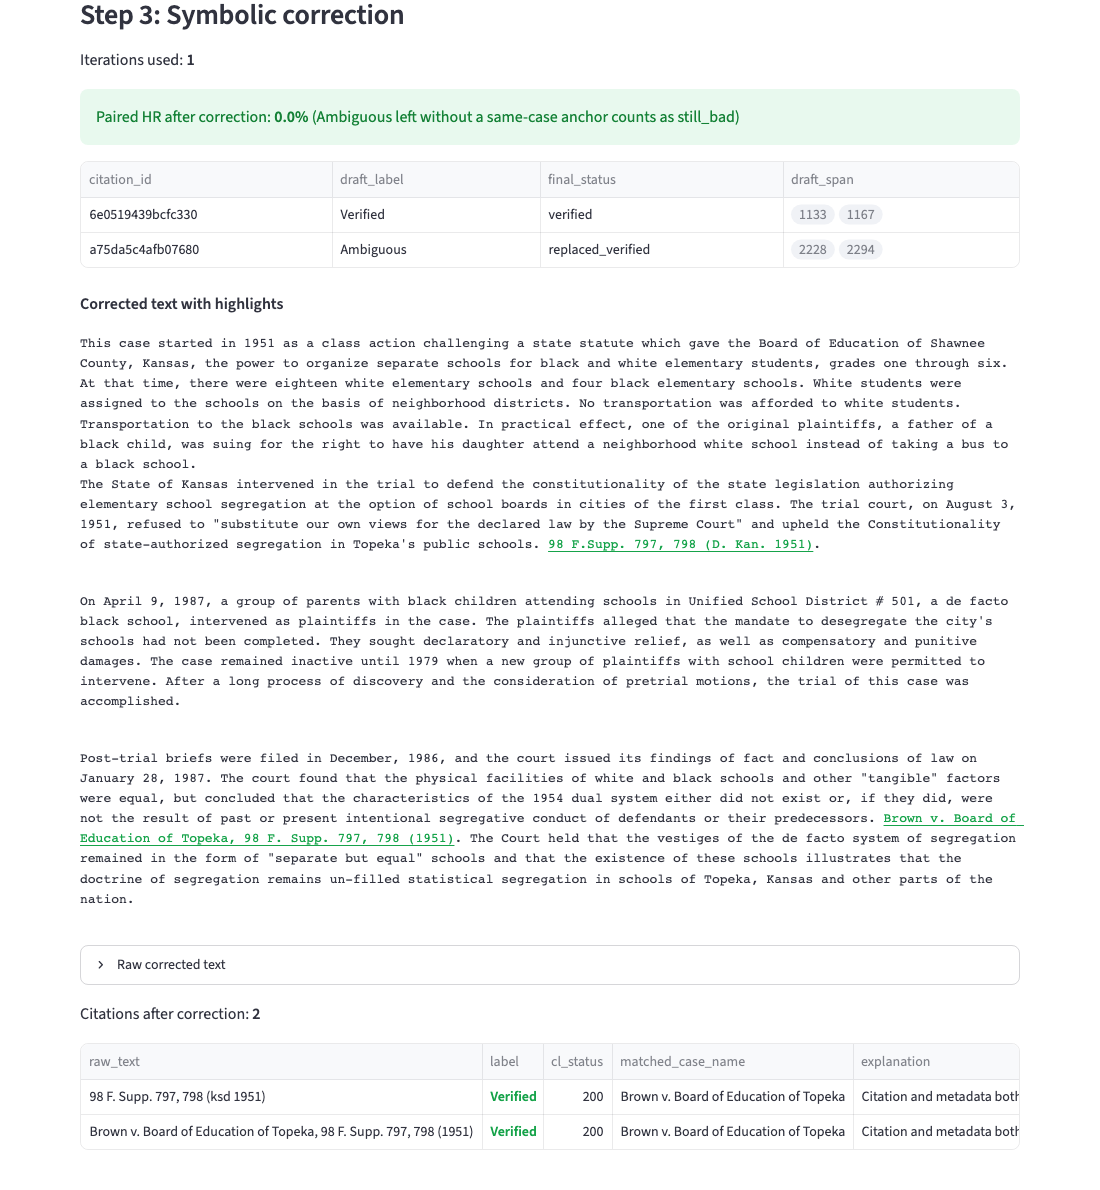 Step 3: Symbolic correction
Iterations used: 1
Paired HR after correction: 0.0% (Ambiguous left without a same-case anchor counts as still_bad)
citation_id draft_label final_status draft_span
6e0519439bcfc330 Verified verified 1133 1167
a75da5c4afb07680 Ambiguous replaced_verified 2228 2294
Corrected text with highlights
This case started in 1951 as a class action challenging a state statute which gave the Board of Education of Shawnee
County, Kansas, the power to organize separate schools for black and white elementary students, grades one through six.
At that time, there were eighteen white elementary schools and four black elementary schools. White students were
assigned to the schools on the basis of neighborhood districts. No transportation was afforded to white students.
Transportation to the black schools was available. In practical effect, one of the original plaintiffs, a father of a
black child, was suing for the right to have his daughter attend a neighborhood white school instead of taking a bus to
a black school.
The State of Kansas intervened in the trial to defend the constitutionality of the state legislation authorizing
elementary school segregation at the option of school boards in cities of the first class. The trial court, on August 3,
1951, refused to "substitute our own views for the declared law by the Supreme Court" and upheld the Constitutionality
of state-authorized segregation in Topeka's public schools. 98 F.Supp. 797, 798 (D. Kan. 1951).
On April 9, 1987, a group of parents with black children attending schools in Unified School District # 501, a de facto
black school, intervened as plaintiffs in the case. The plaintiffs alleged that the mandate to desegregate the city's
schools had not been completed. They sought declaratory and injunctive relief, as well as compensatory and punitive
damages. The case remained inactive until 1979 when a new group of plaintiffs with school children were permitted to
intervene. After a long process of discovery and the consideration of pretrial motions, the trial of this case was
accomplished.
Post-trial briefs were filed in December, 1986, and the court issued its findings of fact and conclusions of law on
January 28, 1987. The court found that the physical facilities of white and black schools and other "tangible" factors
were equal, but concluded that the characteristics of the 1954 dual system either did not exist or, if they did, were
not the result of past or present intentional segregative conduct of defendants or their predecessors. Brown v. Board of
Education of Topeka, 98 F. Supp. 797, 798 (1951). The Court held that the vestiges of the de facto system of segregation
remained in the form of "separate but equal" schools and that the existence of these schools illustrates that the
doctrine of segregation remains un-filled statistical segregation in schools of Topeka, Kansas and other parts of the
nation.
Raw corrected text
Citations after correction: 2
raw_text label cl_status matched_case_name explanation
98 F. Supp. 797, 798 (ksd 1951) Verified 200 Brown v. Board of Education of Topeka Citation and metadata both
Brown v. Board of Education of Topeka, 98 F. Supp. 797, 798 (1951) Verified 200 Brown v. Board of Education of Topeka Citation and metadata both